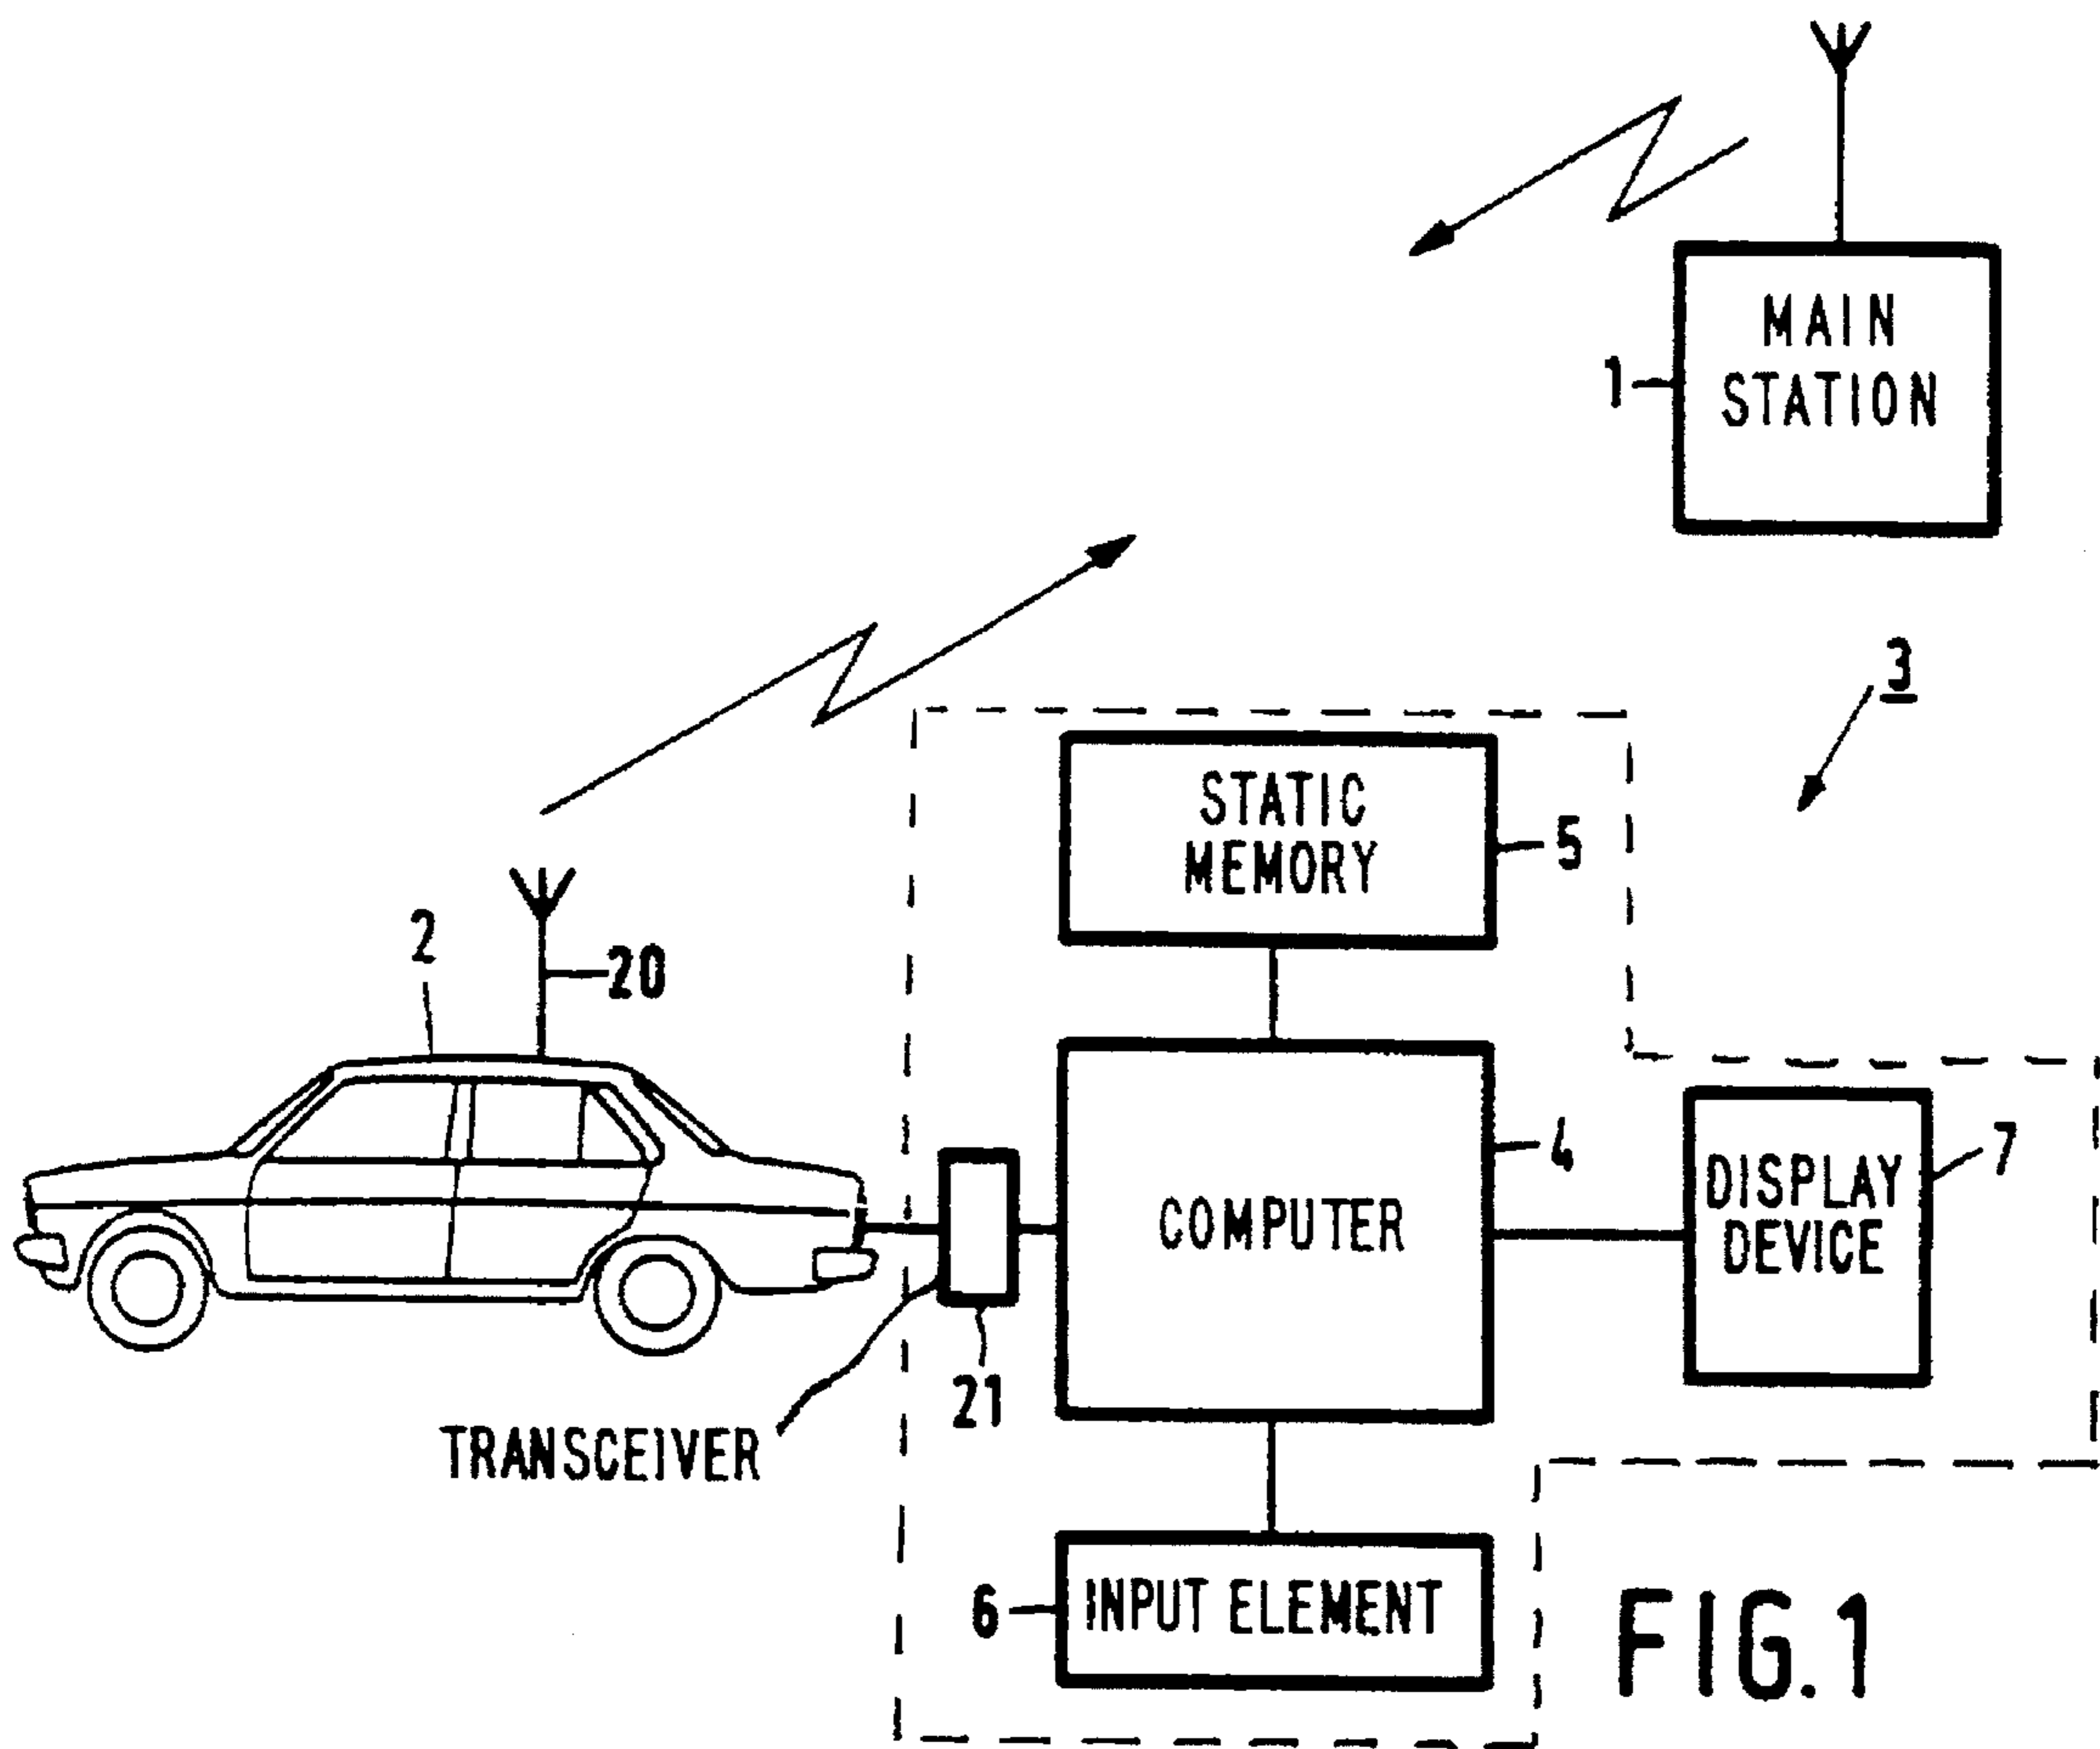 MAIN
STATION
1
3
STATIC
MEMORY
5
2
20
4
COMPUTER
DISPLAY
DEVICE
7
21
TRANSCEIVER
6
INPUT ELEMENT
FIG.1